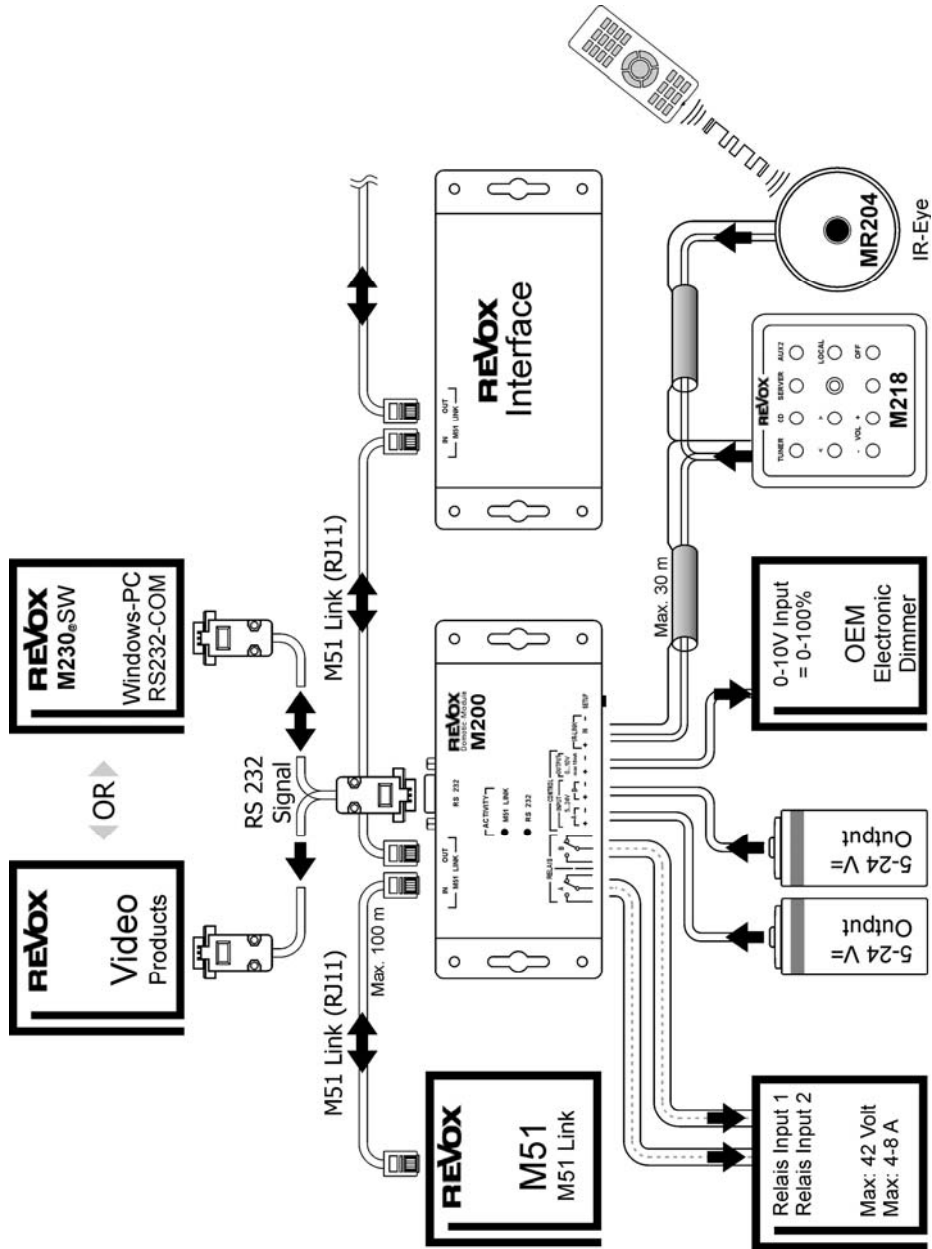 REVOX
Video
Products
OR
REVOX
M230@SW
Windows-PC
RS232-COM
RS 232
Signal
REVOX
M51
M51 Link
M51 Link (RJ11)
Max. 100 m
M51 Link (RJ11)
IN OUT
M51 LINK
RS 232
REVOX
Domotic Module
M200
ACTIVITY
M51 LINK
RS 232
RELAIS
A B
CONTROL
INPUT OUTPUT
5..24V 0..10V
A B
IR-LINK
+ - + - + - + IN -
SETUP
IN OUT
M51 LINK
REVOX
Interface
Max. 30 m
Relais Input 1
Relais Input 2
Max: 42 Volt
Max: 4-8 A
5-24 V=
Output
5-24 V=
Output
0-10V Input
= 0-100%
OEM
Electronic
Dimmer
REVOX
TUNER CD SERVER AUX2
< > LOCAL
- VOL + OFF
M218
MR204
IR-Eye